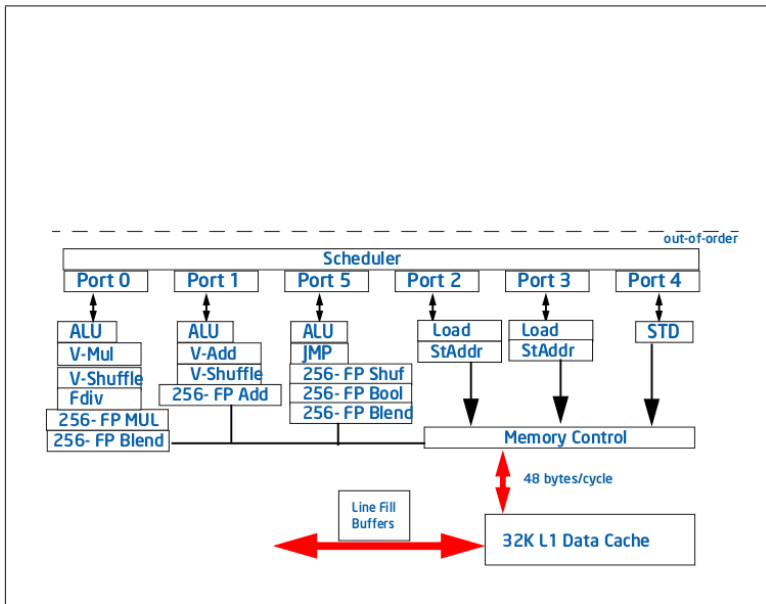 out-of-order
Scheduler
Port 0
Port 1
Port 5
Port 2
Port 3
Port 4
ALU
V-Mul
V-Shuffle
Fdiv
256- FP MUL
256- FP Blend
ALU
V-Add
V-Shuffle
256- FP Add
ALU
JMP
256- FP Shuf
256- FP Bool
256- FP Blend
Load
StAddr
Load
StAddr
STD
Memory Control
48 bytes/cycle
Line Fill
Buffers
32K L1 Data Cache